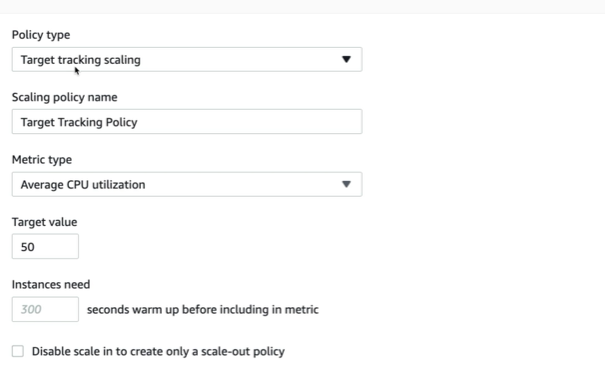 Policy type
Target tracking scaling
Scaling policy name
Target Tracking Policy
Metric type
Average CPU utilization
Target value
50
Instances need
300 seconds warm up before including in metric
Disable scale in to create only a scale-out policy